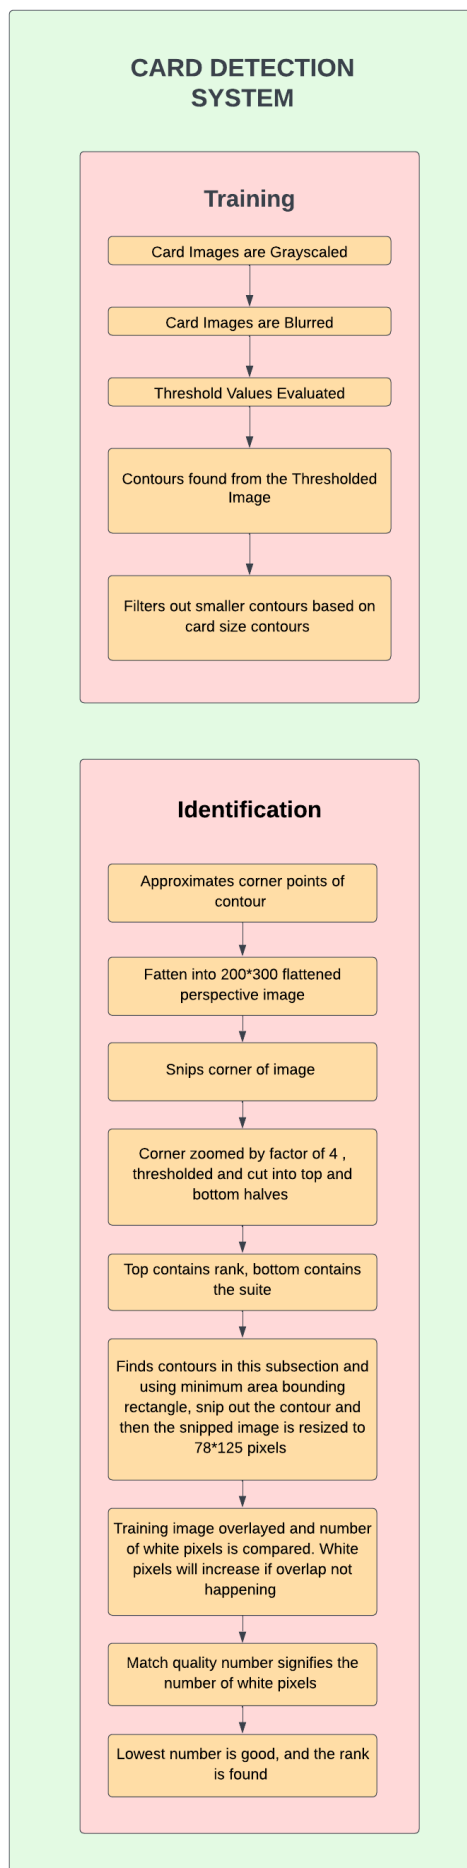 CARD DETECTION
SYSTEM
Training
Card Images are Grayscaled
Card Images are Blurred
Threshold Values Evaluated
Contours found from the Thresholded
Image
Filters out smaller contours based on
card size contours
Identification
Approximates corner points of
contour
Fatten into 200*300 flattened
perspective image
Snips corner of image
Corner zoomed by factor of 4 ,
thresholded and cut into top and
bottom halves
Top contains rank, bottom contains
the suite
Finds contours in this subsection and
using minimum area bounding
rectangle, snip out the contour and
then the snipped image is resized to
78*125 pixels
Training image overlayed and number
of white pixels is compared. White
pixels will increase if overlap not
happening
Match quality number signifies the
number of white pixels
Lowest number is good, and the rank
is found